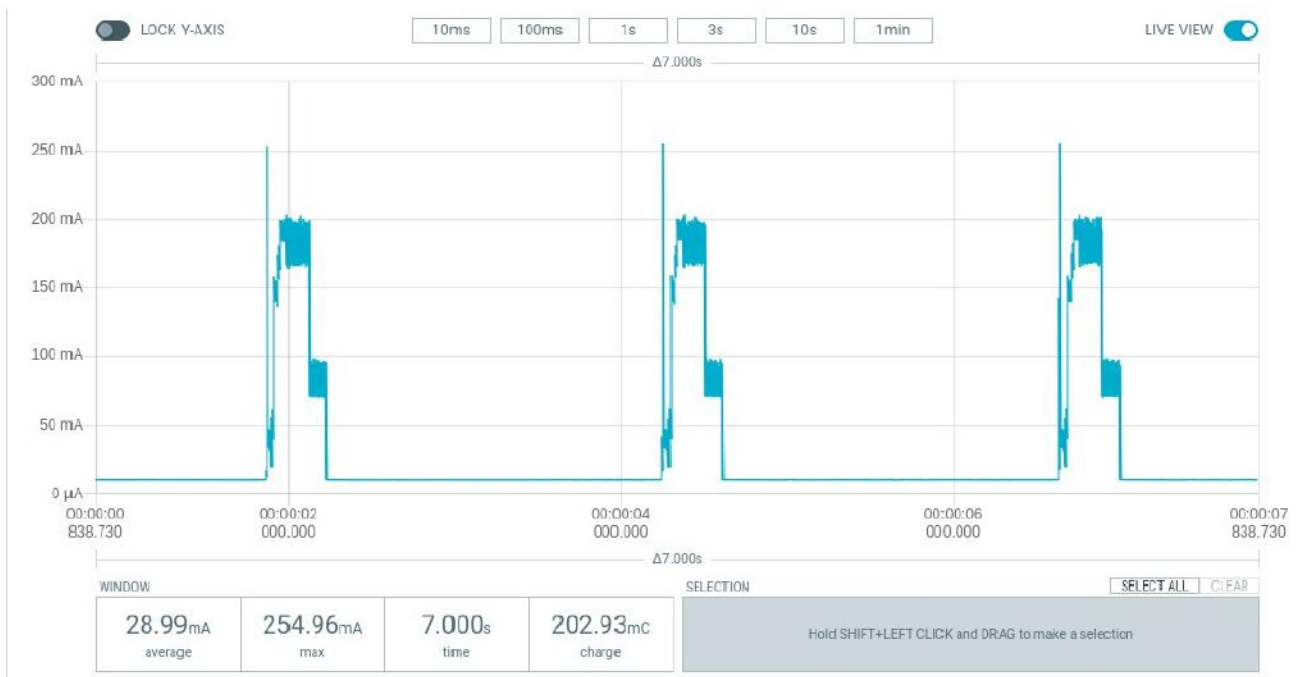 LOCK Y-AXIS 10ms 100ms 1s 3s 10s 1min LIVE VIEW
Δ7.000s
300 mA
250 mA
200 mA
150 mA
100 mA
50 mA
0 µA
00:00:00 00:00:02 00:00:04 00:00:06 00:00:07
838.730 000.000 000.000 000.000 838.730
Δ7.000s
WINDOW SELECTION SELECT ALL CLEAR
28.99mA 254.96mA 7.000s 202.93mC
average max time charge
Hold SHIFT+LEFT CLICK and DRAG to make a selection